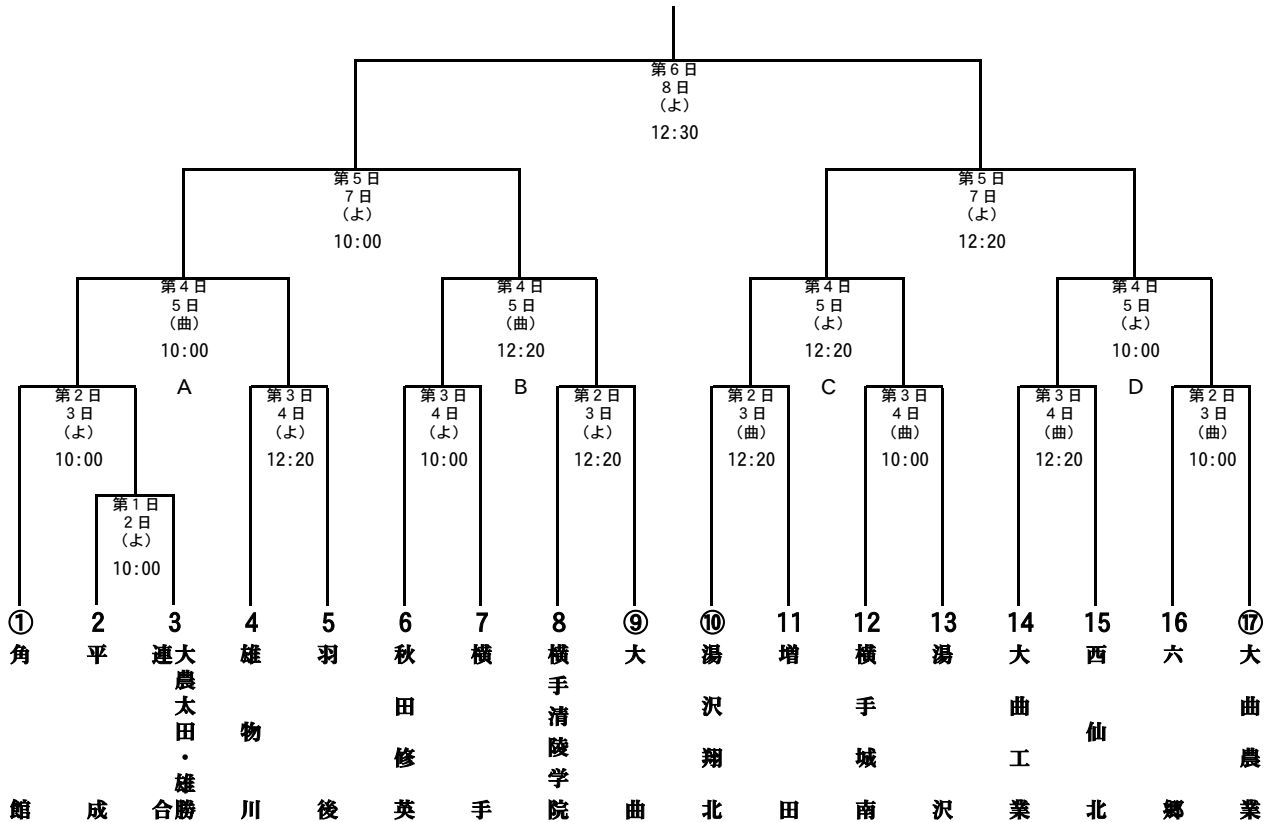 第6日
8日
(よ)
12:30
第5日
7日
(よ)
10:00
第5日
7日
(よ)
12:20
第4日
5日
(曲)
10:00
A
第4日
5日
(曲)
12:20
B
第4日
5日
(よ)
12:20
C
第4日
5日
(よ)
10:00
D
第2日
3日
(よ)
10:00
第3日
4日
(よ)
12:20
第3日
4日
(よ)
10:00
第2日
3日
(よ)
12:20
第2日
3日
(曲)
12:20
第3日
4日
(曲)
10:00
第3日
4日
(曲)
12:20
第2日
3日
(曲)
10:00
第1日
2日
(よ)
10:00
①
角館
2
平成
3
大農太田・雄勝
連合
4
雄物川
5
羽後
6
秋田修英
7
横手
8
横手清陵学院
⑨
大曲
⑩
湯沢翔北
11
増田
12
横手城南
13
湯沢
14
大曲工業
15
西仙北
16
六郷
⑰
大曲農業